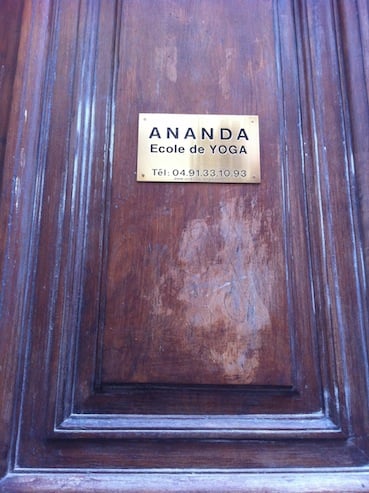 ANANDA
Ecole de YOGA
Tél: 04.91.33.10.93